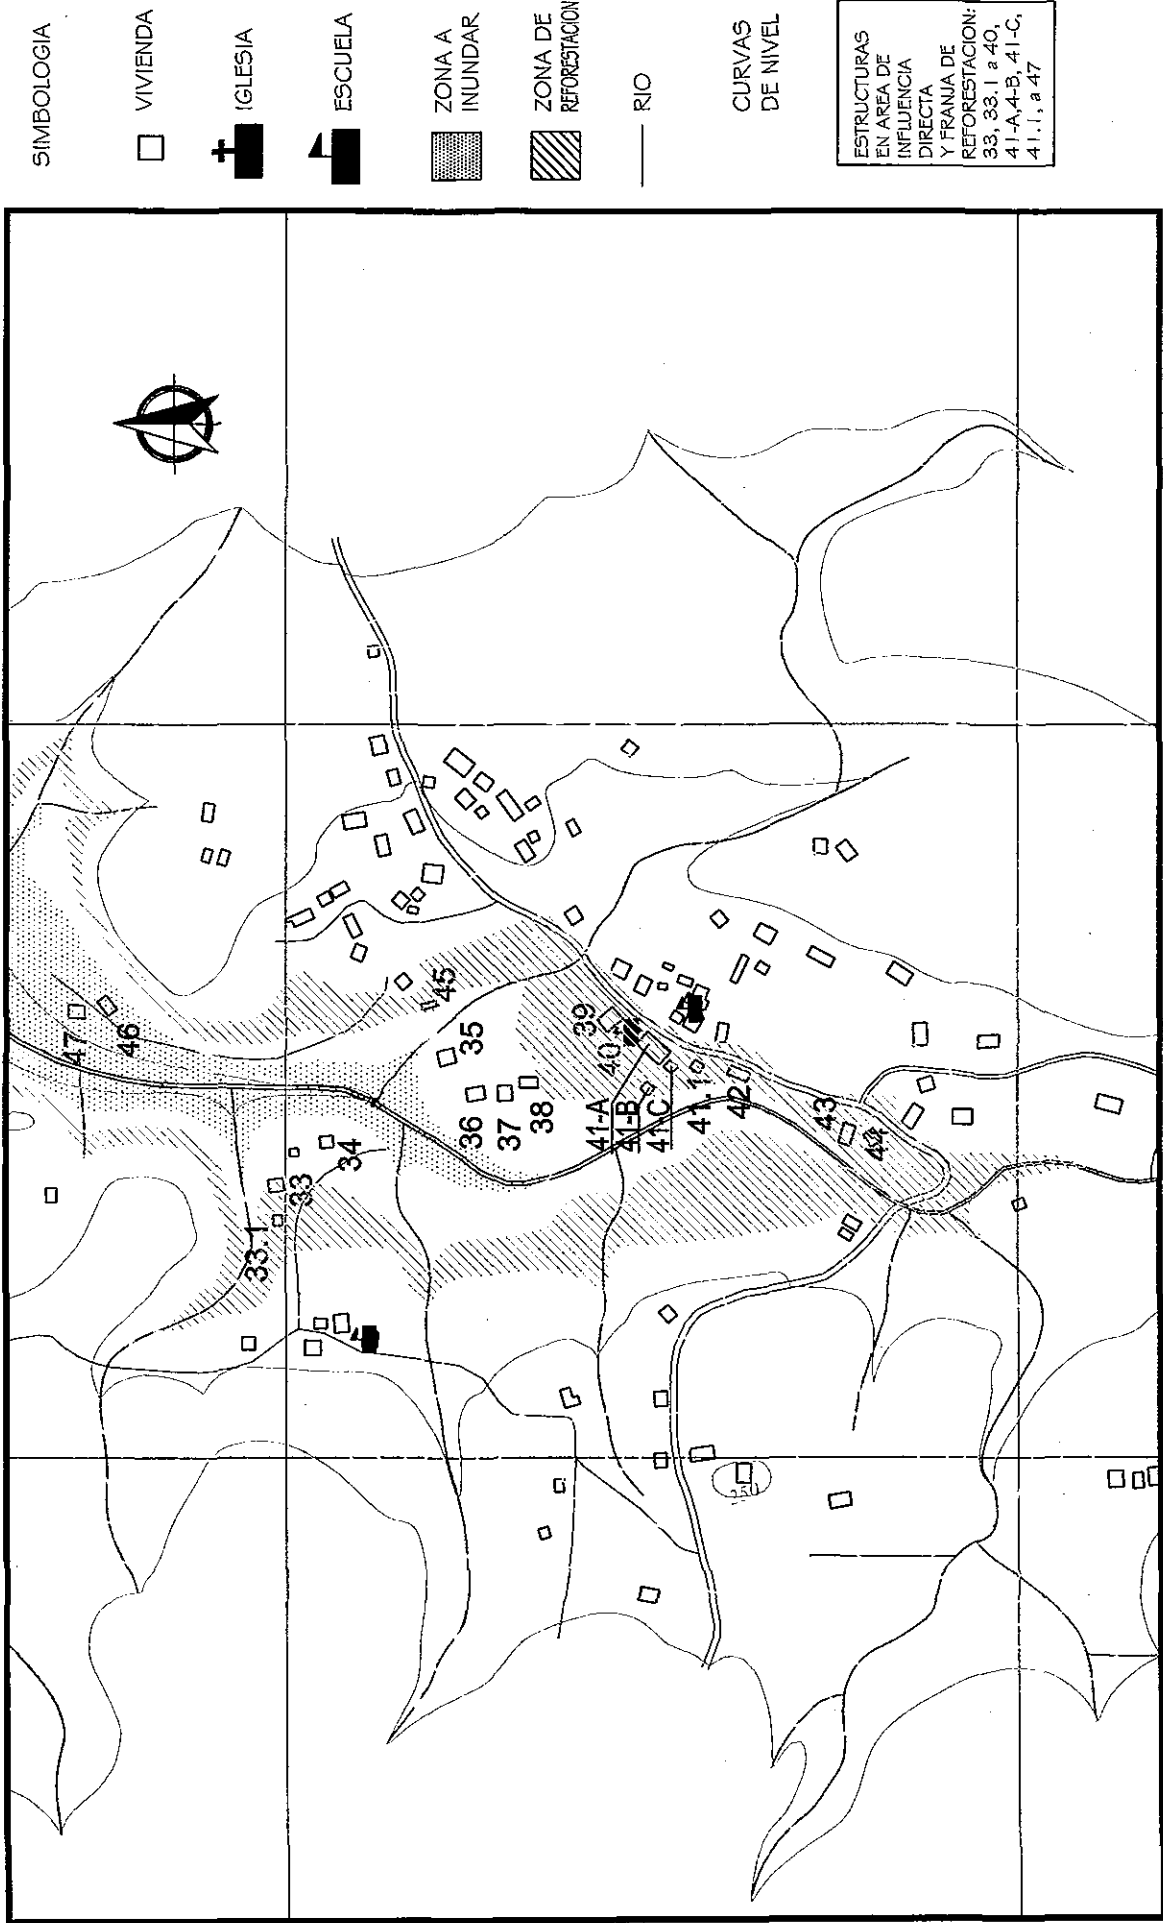 SIMBOLOGIA
VIVIENDA
IGLESIA
ESCUELA
ZONA A
INUNDAR
ZONA DE
REFORESTACION
RIO
CURVAS
DE NIVEL
ESTRUCTURAS
EN AREA DE
INFLUENCIA
DIRECTA
Y FRANJA DE
REFORESTACION:
33, 33.1 a 40,
41-A,4-B, 41-C,
41.1, a 47
47
46
45
35
36
37
38
34
33
33.1
39
40
41-A
41-B
41-C
41.1
42
43
44
250